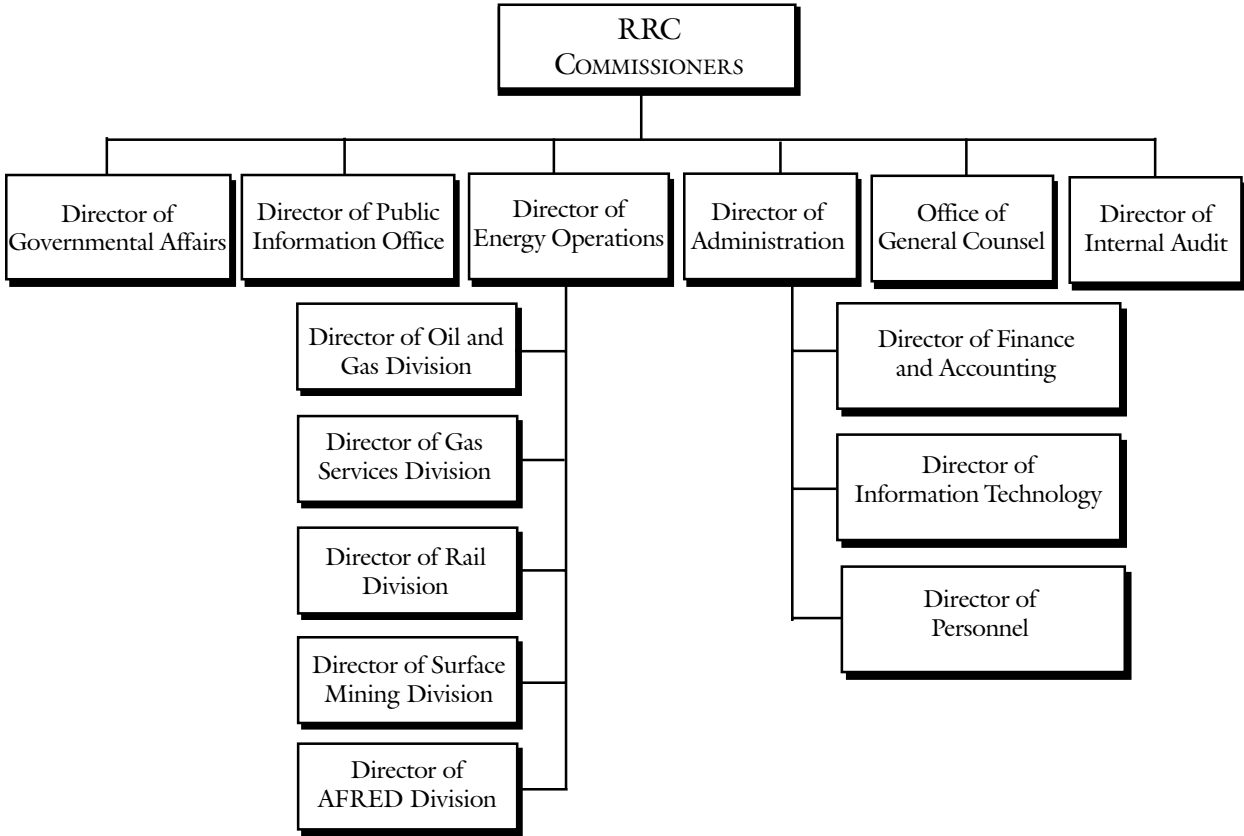 RRC
COMMISSIONERS
Director of
Governmental Affairs
Director of Public
Information Office
Director of
Energy Operations
Director of
Administration
Office of
General Counsel
Director of
Internal Audit
Director of Oil and
Gas Division
Director of Gas
Services Division
Director of Rail
Division
Director of Surface
Mining Division
Director of
AFRED Division
Director of Finance
and Accounting
Director of
Information Technology
Director of
Personnel